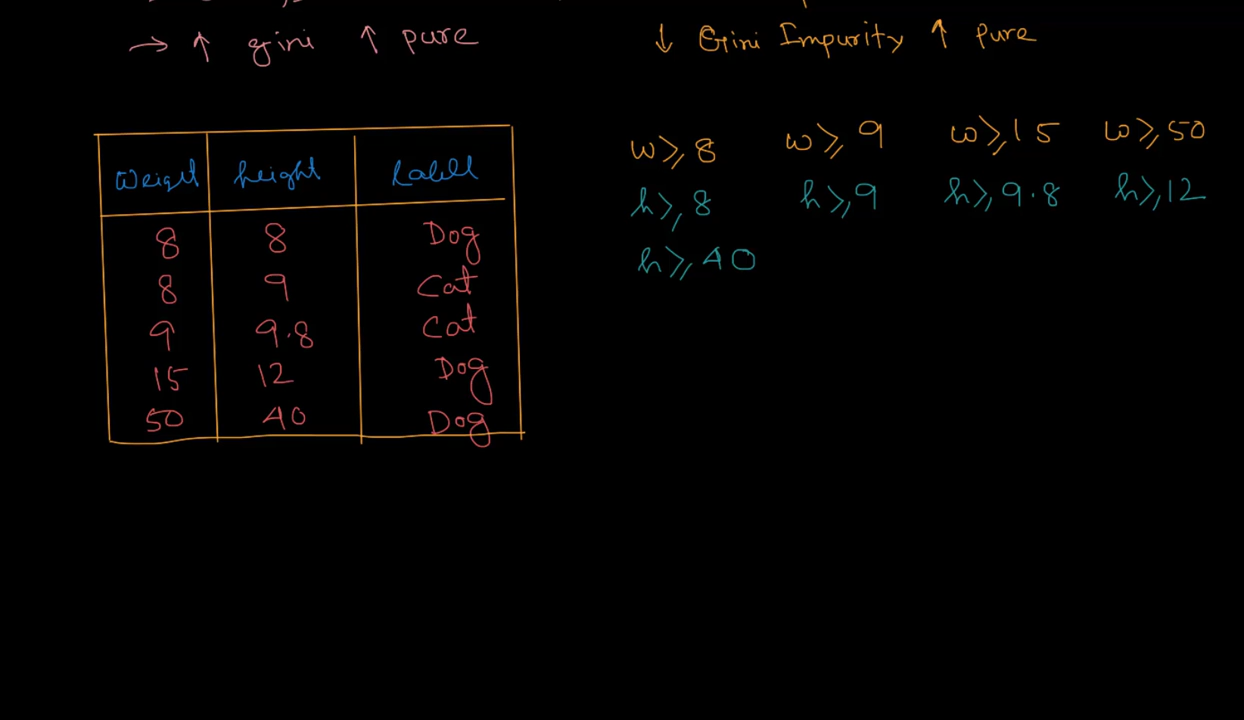 → ↑ gini ↑ pure
↓ Gini Impurity ↑ Pure
Weight height Labell
8 8 Dog
8 9 Cat
9 9.8 Cat
15 12 Dog
50 40 Dog
w≥8 w≥9 w≥15 w≥50
h≥8 h≥9 h≥9.8 h≥12
h≥40